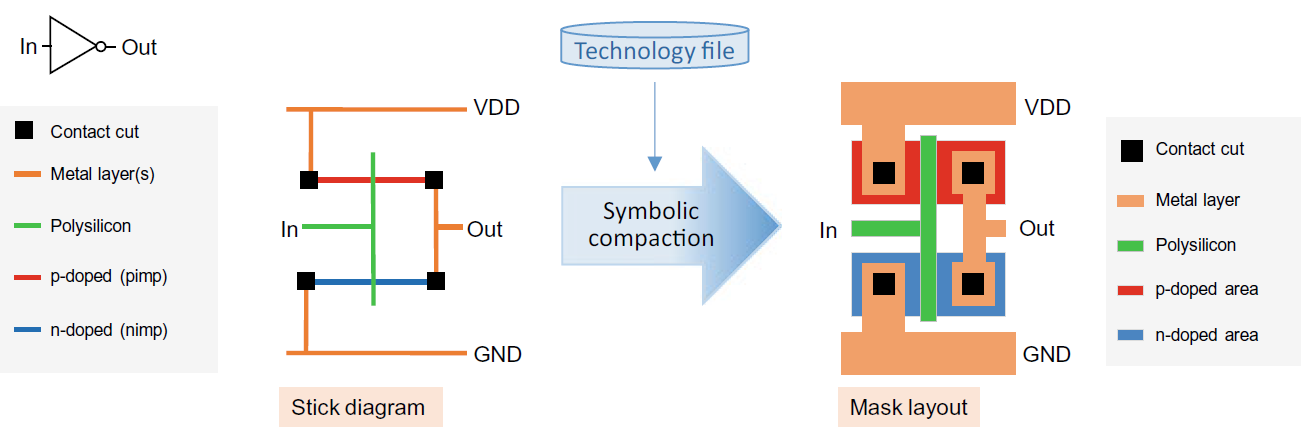 In
Out
Contact cut
Metal layer(s)
Polysilicon
p-doped (pimp)
n-doped (nimp)
VDD
In
Out
GND
Stick diagram
Technology file
Symbolic
compaction
VDD
In
Out
GND
Mask layout
Contact cut
Metal layer
Polysilicon
p-doped area
n-doped area